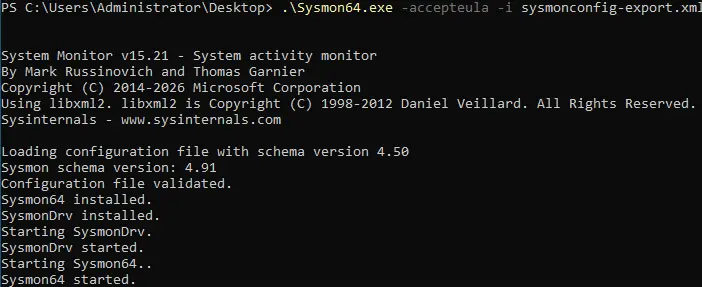 PS C:\Users\Administrator\Desktop> .\Sysmon64.exe -accepteula -i sysmonconfig-export.xml
System Monitor v15.21 - System activity monitor
By Mark Russinovich and Thomas Garnier
Copyright (C) 2014-2026 Microsoft Corporation
Using libxml2. libxml2 is Copyright (C) 1998-2012 Daniel Veillard. All Rights Reserved.
Sysinternals - www.sysinternals.com
Loading configuration file with schema version 4.50
Sysmon schema version: 4.91
Configuration file validated.
Sysmon64 installed.
SysmonDrv installed.
Starting SysmonDrv.
SysmonDrv started.
Starting Sysmon64..
Sysmon64 started.